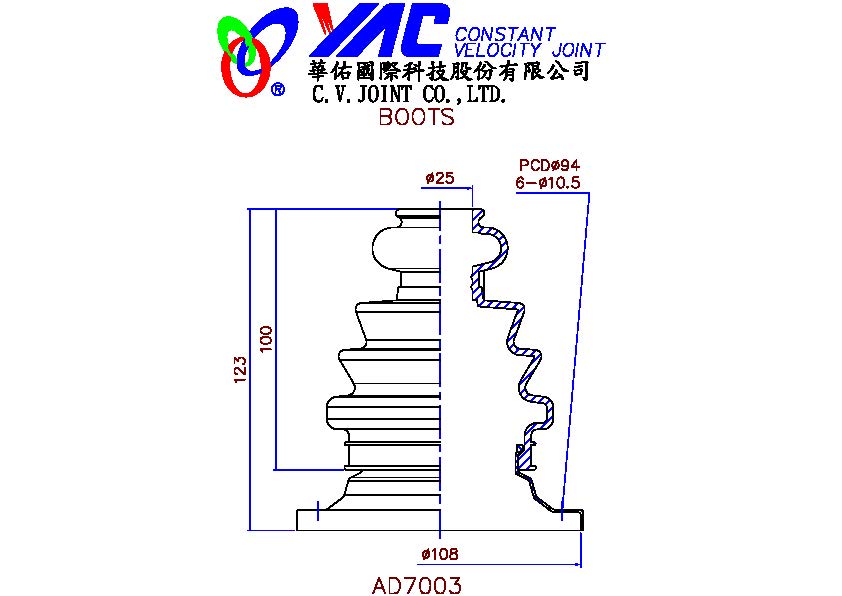 YAC CONSTANT
VELOCITY JOINT
®
華佑國際科技股份有限公司
C.V.JOINT CO.,LTD.
BOOTS
PCDø94
6-ø10.5
ø25
100
123
ø108
AD7003